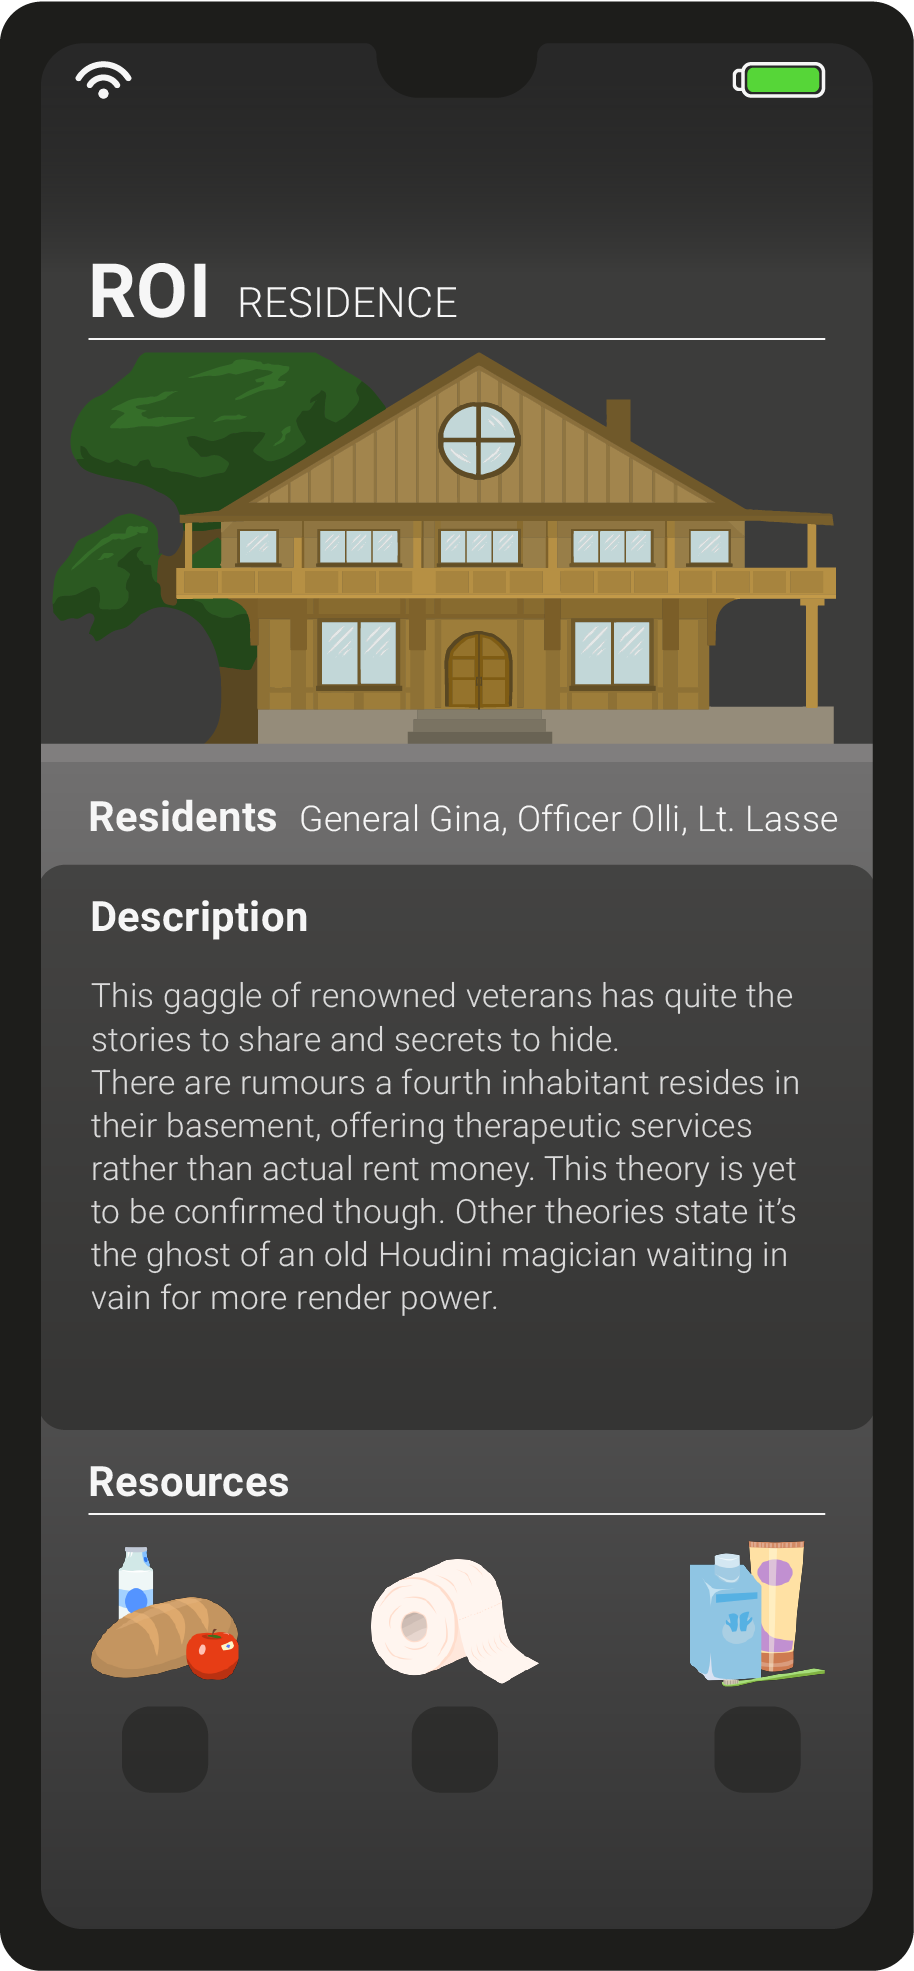 ROI RESIDENCE
Residents General Gina, Officer Olli, Lt. Lasse
Description
This gaggle of renowned veterans has quite the
stories to share and secrets to hide.
There are rumours a fourth inhabitant resides in
their basement, offering therapeutic services
rather than actual rent money. This theory is yet
to be confirmed though. Other theories state it’s
the ghost of an old Houdini magician waiting in
vain for more render power.
Resources